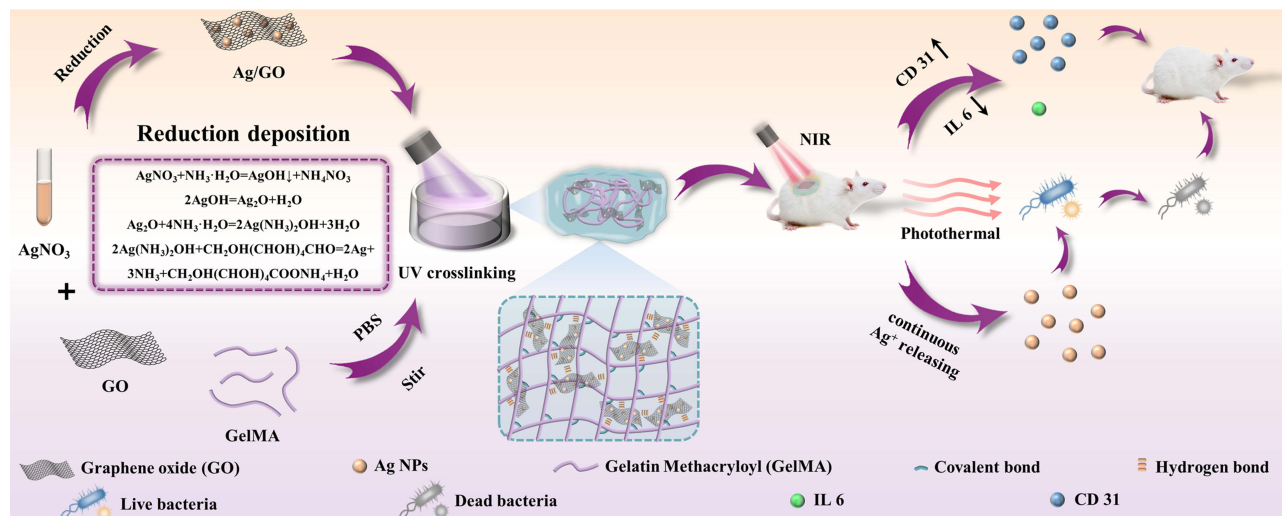 Reduction
Ag/GO
Reduction deposition
AgNO₃+NH₃·H₂O=AgOH↓+NH₄NO₃
2AgOH=Ag₂O+H₂O
Ag₂O+4NH₃·H₂O=2Ag(NH₃)₂OH+3H₂O
2Ag(NH₃)₂OH+CH₂OH(CHOH)₄CHO=2Ag+
3NH₃+CH₂OH(CHOH)₄COONH₄+H₂O
AgNO₃
+
GO
GelMA
PBS
Stir
UV crosslinking
NIR
CD 31 ↑
IL 6 ↓
Photothermal
continuous
Ag⁺ releasing
Graphene oxide (GO)
Ag NPs
Gelatin Methacryloyl (GelMA)
Covalent bond
Hydrogen bond
Live bacteria
Dead bacteria
IL 6
CD 31